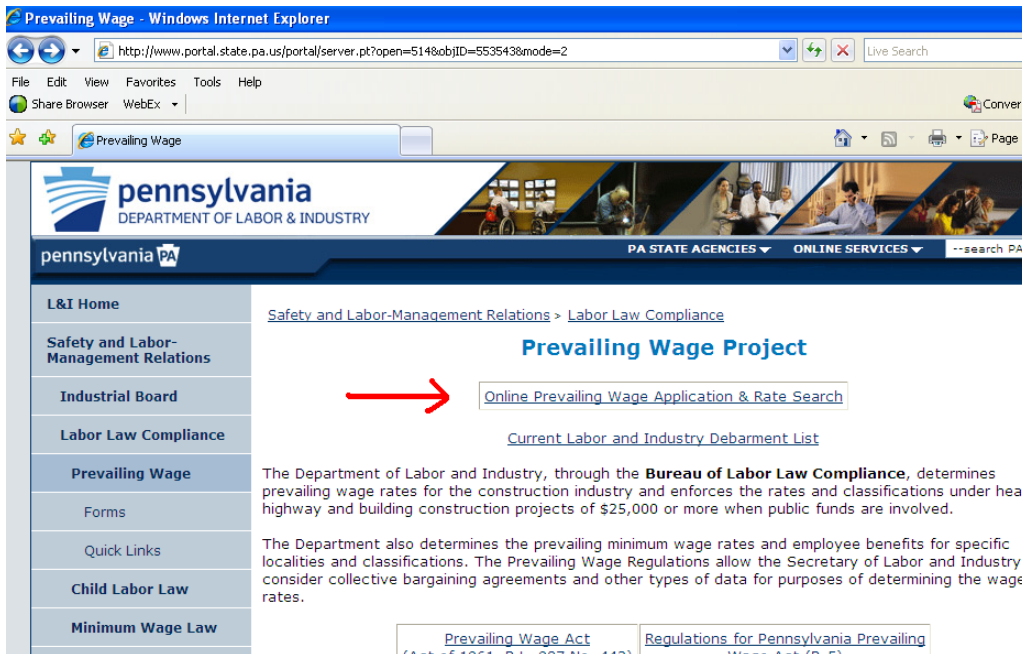 Prevailing Wage - Windows Internet Explorer
http://www.portal.state.pa.us/portal/server.pt?open=514&objID=553543&mode=2
Live Search
File Edit View Favorites Tools Help
Share Browser WebEx
Conver
Prevailing Wage
Page
pennsylvania
DEPARTMENT OF LABOR & INDUSTRY
pennsylvania PA
PA STATE AGENCIES ONLINE SERVICES --search PA
L&I Home
Safety and Labor-
Management Relations
Industrial Board
Labor Law Compliance
Prevailing Wage
Forms
Quick Links
Child Labor Law
Minimum Wage Law
Safety and Labor-Management Relations > Labor Law Compliance
Prevailing Wage Project
Online Prevailing Wage Application & Rate Search
Current Labor and Industry Debarment List
The Department of Labor and Industry, through the Bureau of Labor Law Compliance, determines
prevailing wage rates for the construction industry and enforces the rates and classifications under hea
highway and building construction projects of $25,000 or more when public funds are involved.
The Department also determines the prevailing minimum wage rates and employee benefits for specific
localities and classifications. The Prevailing Wage Regulations allow the Secretary of Labor and Industry
consider collective bargaining agreements and other types of data for purposes of determining the wage
rates.
Prevailing Wage Act
Regulations for Pennsylvania Prevailing